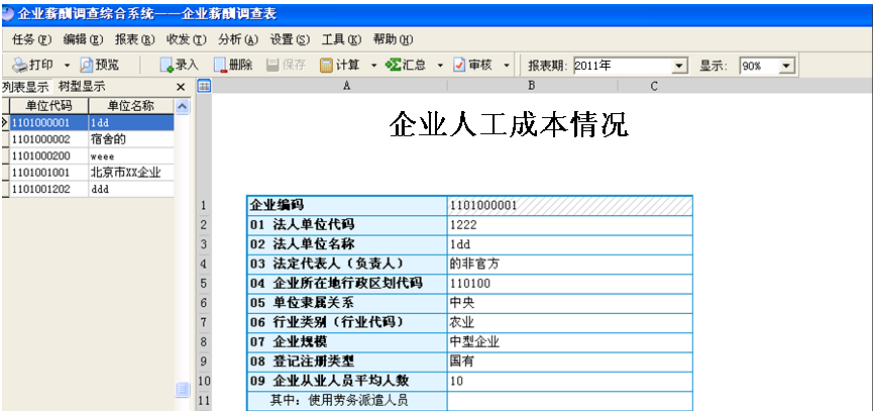 企业薪酬调查综合系统——企业薪酬调查表
任务(F) 编辑(E) 报表(R) 收发(T) 分析(A) 设置(S) 工具(K) 帮助(H)
打印 预览 录入 删除 保存 计算 汇总 审核 报表期: 2011年 显示: 90%
列表显示 树型显示 ×
A B C
单位代码 单位名称
1101000001 1dd
1101000002 宿舍的
1101000200 weee
1101001001 北京市XX企业
1101001202 ddd
企业人工成本情况
1 企业编码 1101000001
2 01 法人单位代码 1222
3 02 法人单位名称 1dd
4 03 法定代表人（负责人） 的非官方
5 04 企业所在地行政区划代码 110100
6 05 单位隶属关系 中央
7 06 行业类别（行业代码） 农业
8 07 企业规模 中型企业
9 08 登记注册类型 国有
10 09 企业从业人员平均人数 10
11 其中：使用劳务派遣人员